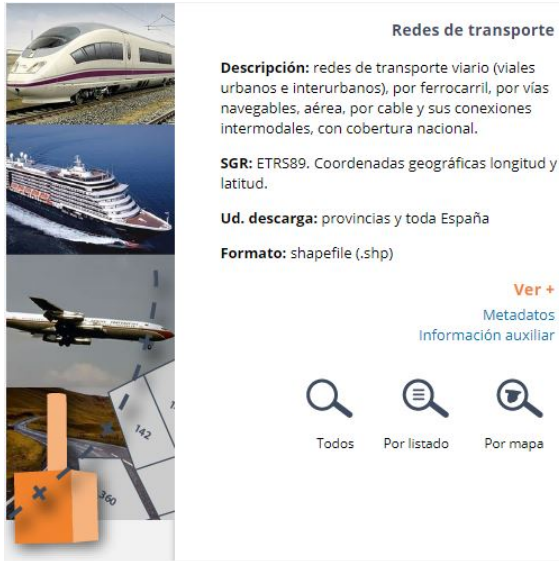 Redes de transporte
Descripción: redes de transporte viario (viales
urbanos e interurbanos), por ferrocarril, por vías
navegables, aérea, por cable y sus conexiones
intermodales, con cobertura nacional.
SGR: ETRS89. Coordenadas geográficas longitud y
latitud.
Ud. descarga: provincias y toda España
Formato: shapefile (.shp)
Ver +
Metadatos
Información auxiliar
Todos Por listado Por mapa
142
360